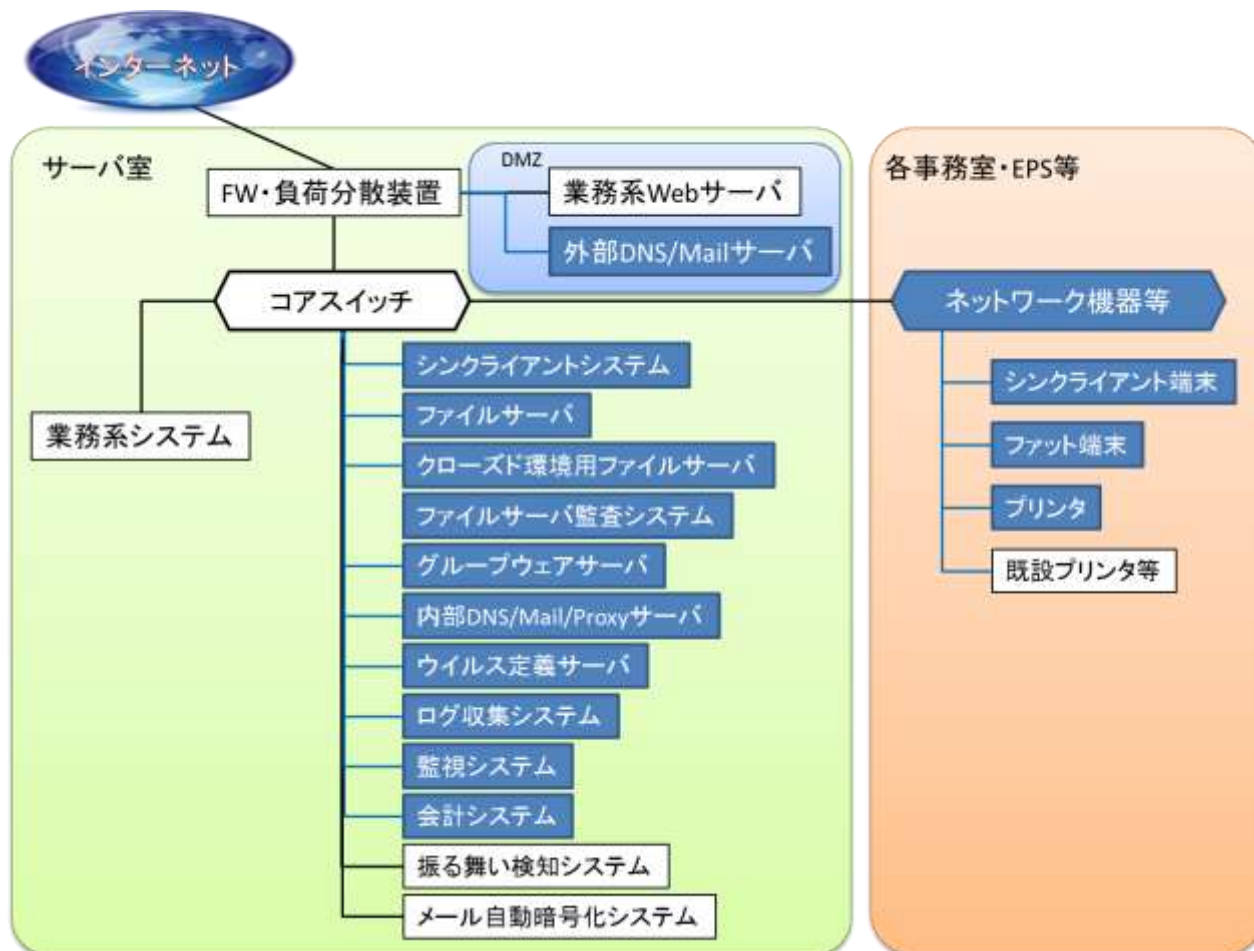 インターネット
サーバ室
FW・負荷分散装置
DMZ
業務系Webサーバ
外部DNS/Mailサーバ
各事務室・EPS等
コアスイッチ
ネットワーク機器等
業務系システム
シンクライアントシステム
ファイルサーバ
クローズド環境用ファイルサーバ
ファイルサーバ監査システム
グループウェアサーバ
内部DNS/Mail/Proxyサーバ
ウイルス定義サーバ
ログ収集システム
監視システム
会計システム
振る舞い検知システム
メール自動暗号化システム
シンクライアント端末
ファット端末
プリンタ
既設プリンタ等